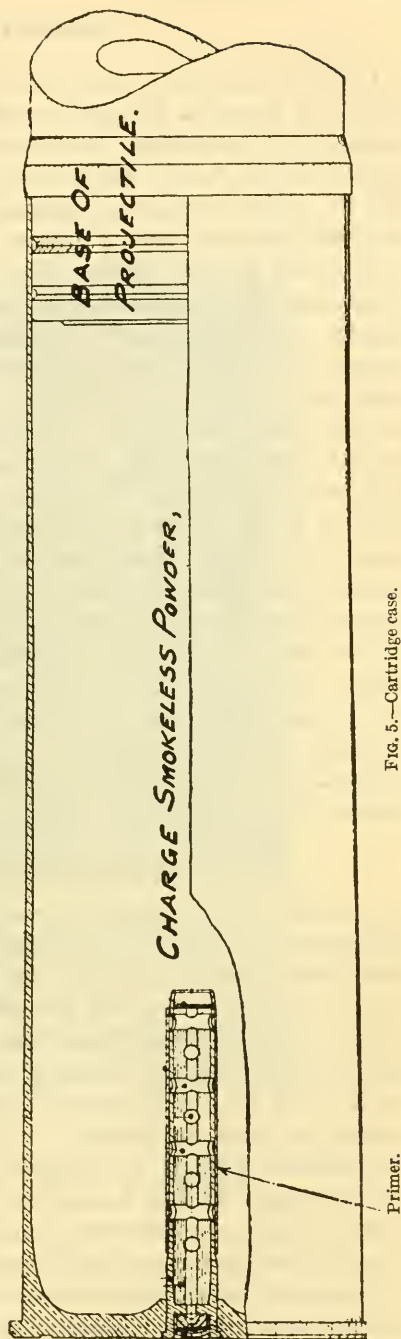 BASE OF
PROJECTILE.
CHARGE SMOKELESS POWDER,
Primer.
FIG. 5.—Cartridge case.